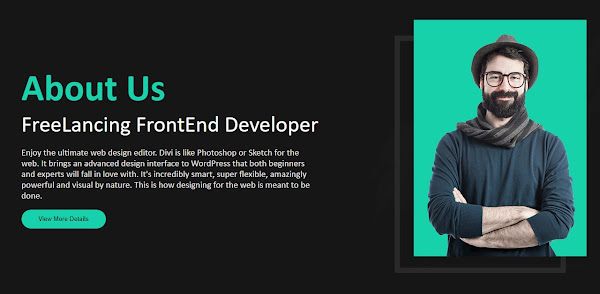 About Us
FreeLancing FrontEnd Developer
Enjoy the ultimate web design editor. Divi is like Photoshop or Sketch for the
web. It brings an advanced design interface to WordPress that both beginners
and experts will fall in love with. It's incredibly smart, super flexible, amazingly
powerful and visual by nature. This is how designing for the web is meant to be
done.
View More Details